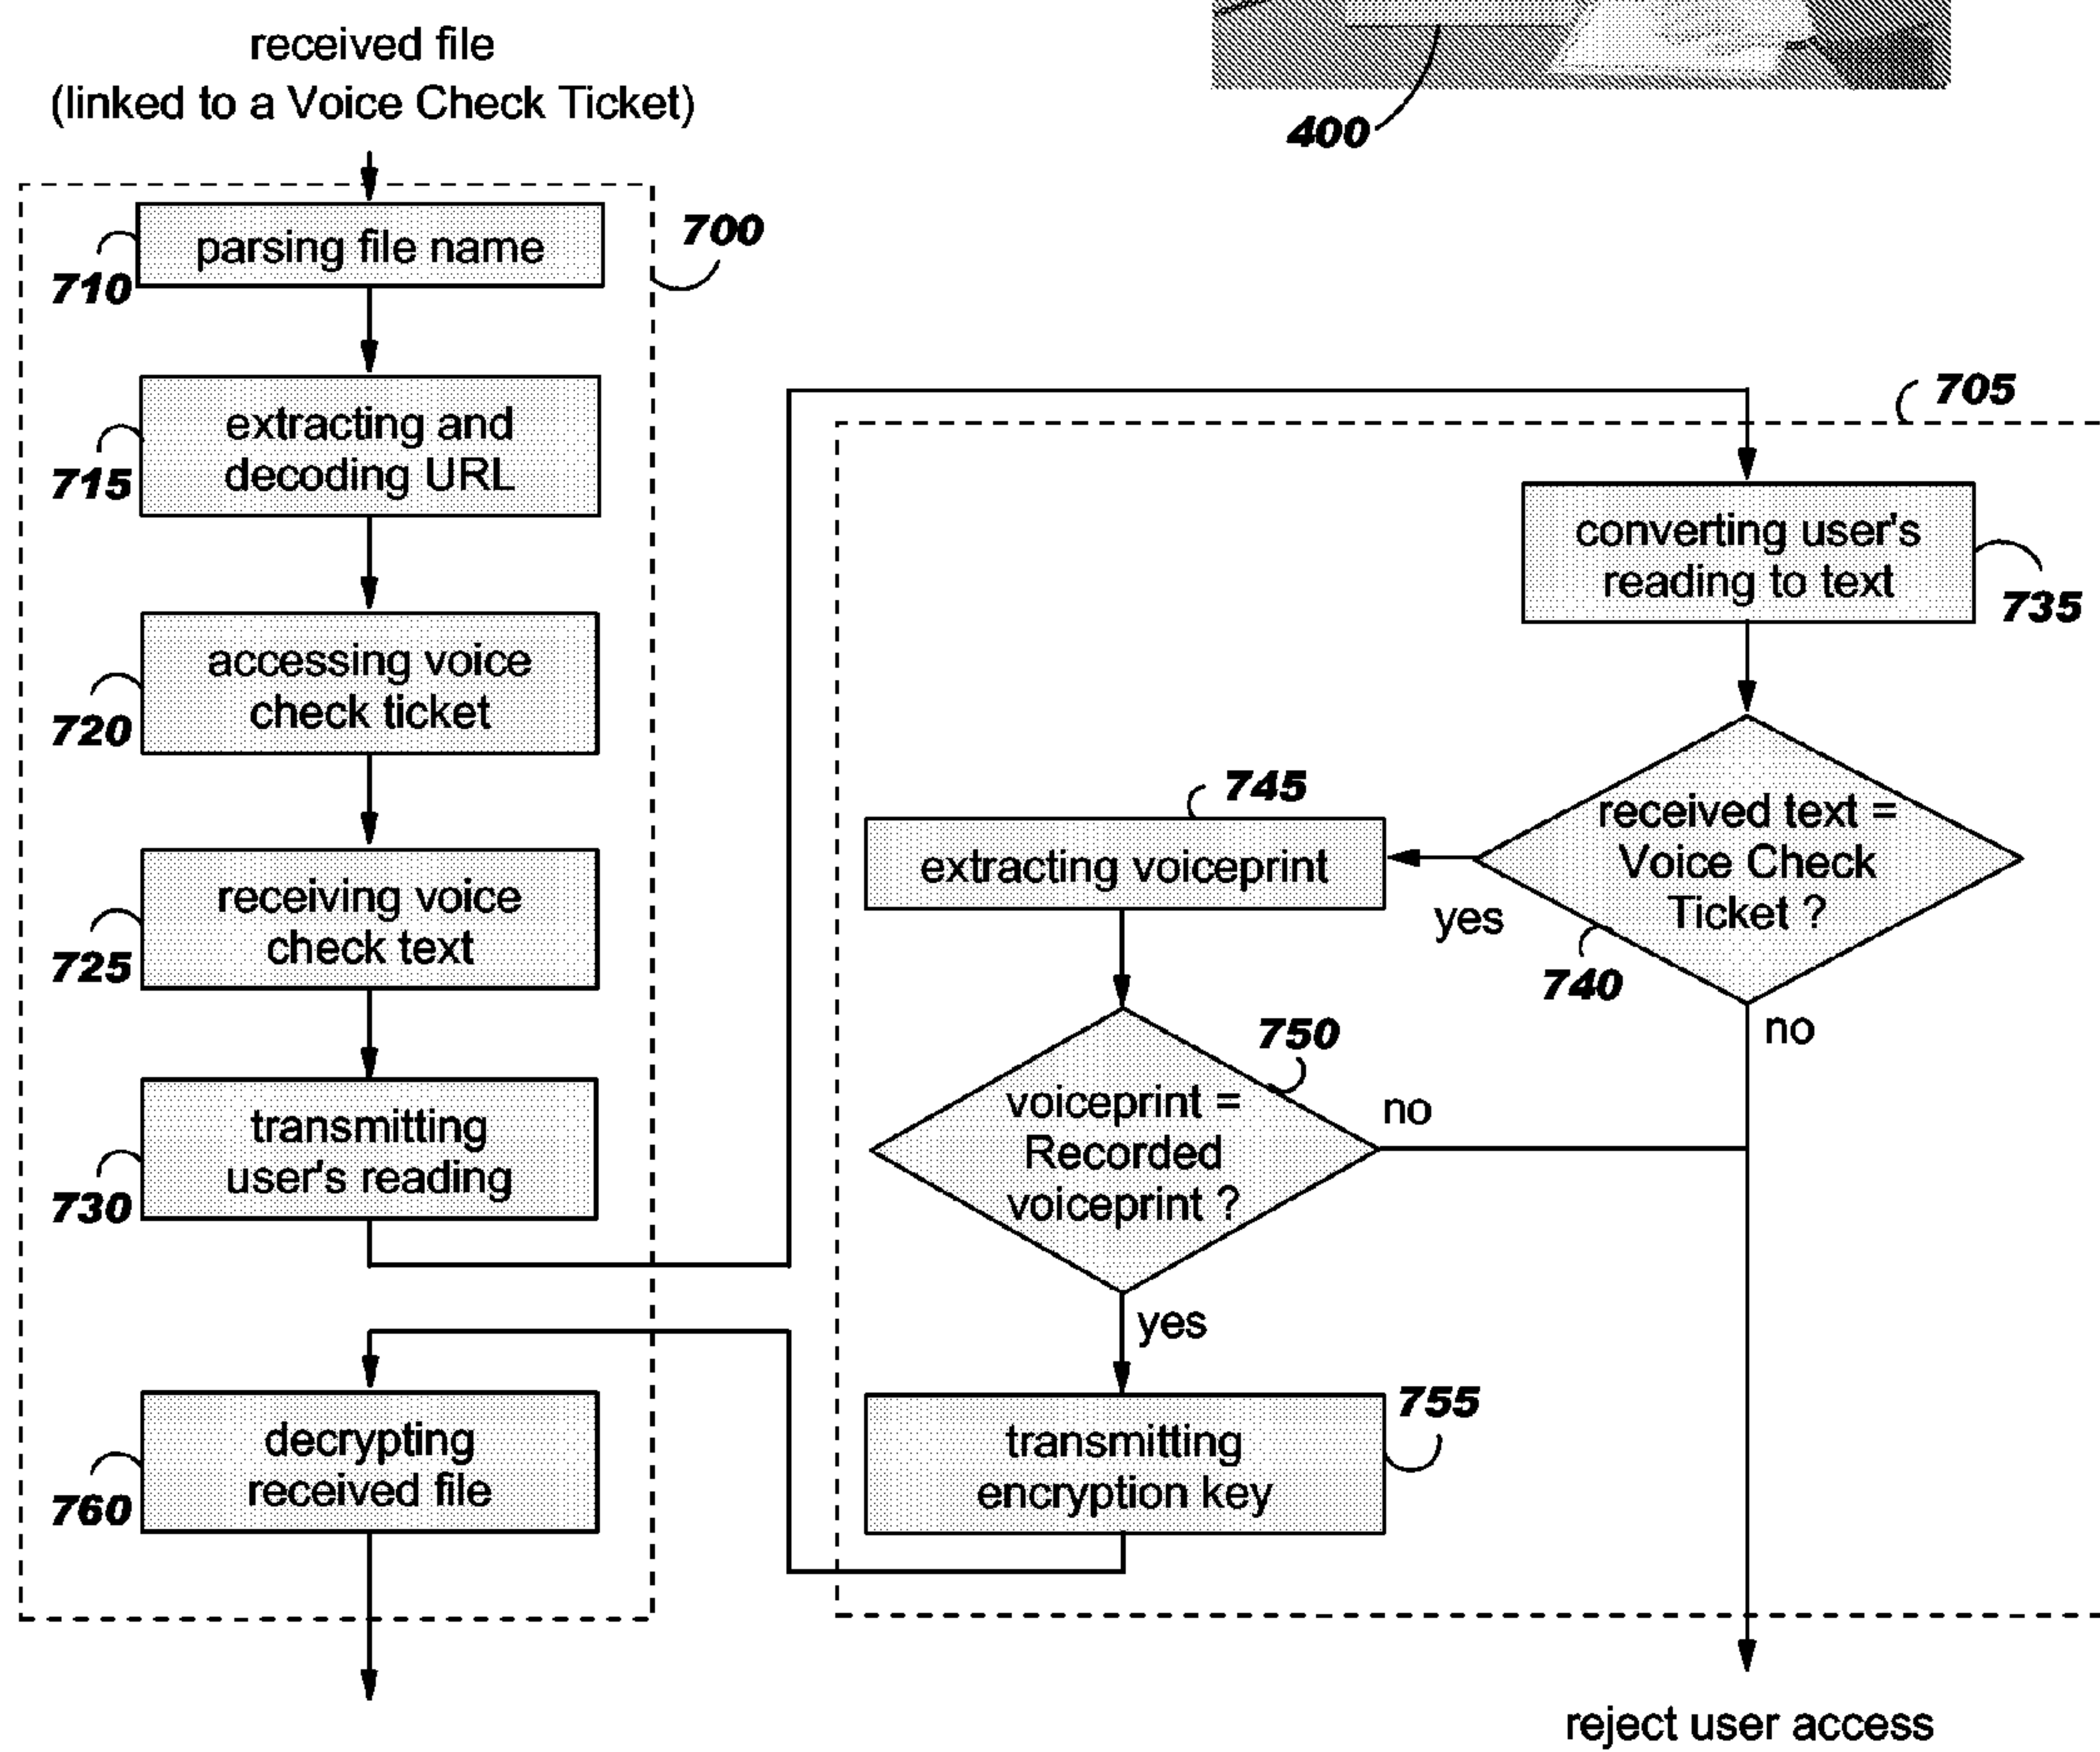 received file
(linked to a Voice Check Ticket)
400
700
parsing file name
710
extracting and
decoding URL
715
accessing voice
check ticket
720
receiving voice
check text
725
transmitting
user's reading
730
decrypting
received file
760
705
converting user's
reading to text
735
received text =
Voice Check
Ticket ?
740
yes
no
745
extracting voiceprint
750
voiceprint =
Recorded
voiceprint ?
no
yes
755
transmitting
encryption key
reject user access